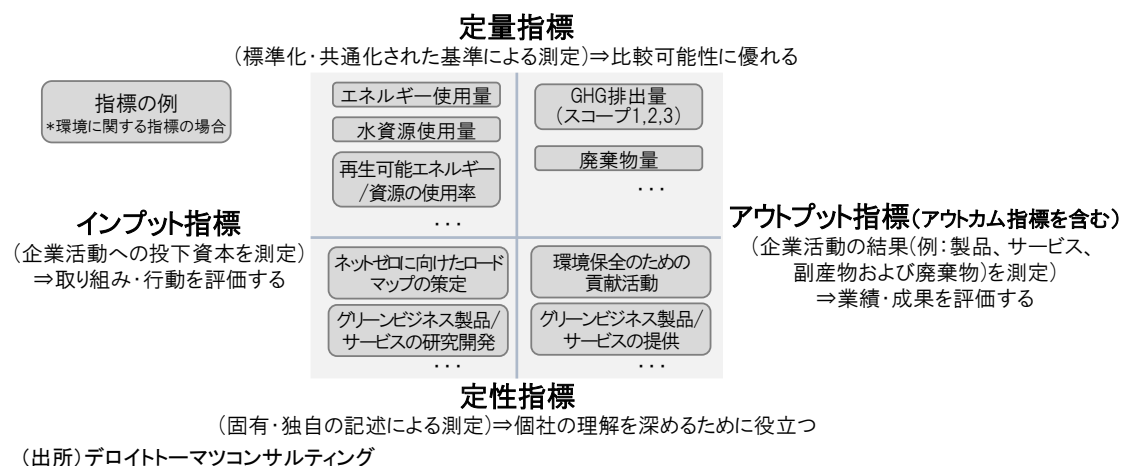 定量指標
(標準化・共通化された基準による測定)⇒比較可能性に優れる
指標の例
*環境に関する指標の場合
エネルギー使用量
水資源使用量
再生可能エネルギー
/資源の使用率
・・・
GHG排出量
(スコープ1,2,3)
廃棄物量
・・・
インプット指標
(企業活動への投下資本を測定)
⇒取り組み・行動を評価する
アウトプット指標(アウトカム指標を含む)
(企業活動の結果(例:製品、サービス、
副産物および廃棄物)を測定)
⇒業績・成果を評価する
ネットゼロに向けたロード
マップの策定
グリーンビジネス製品/
サービスの研究開発
・・・
環境保全のための
貢献活動
グリーンビジネス製品/
サービスの提供
・・・
定性指標
(固有・独自の記述による測定)⇒個社の理解を深めるために役立つ
(出所)デロイトトーマツコンサルティング